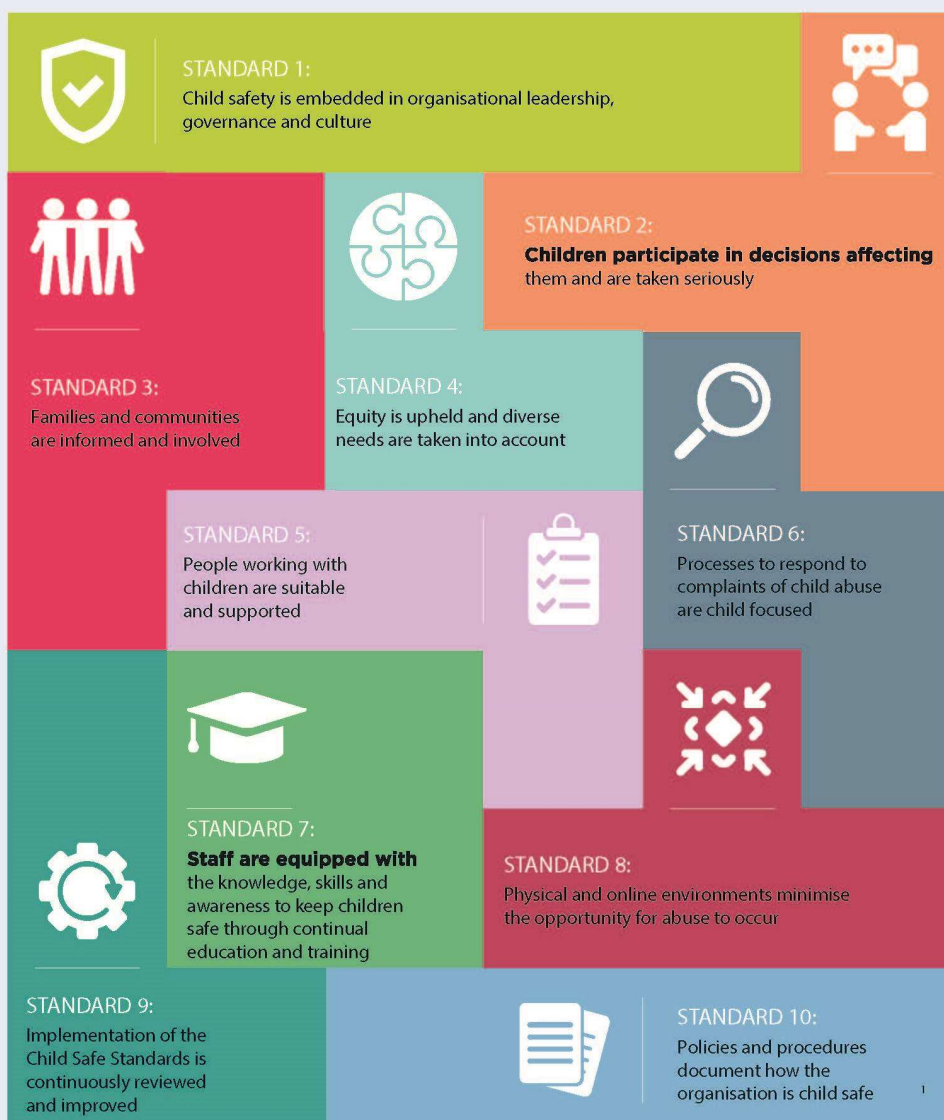 STANDARD 1:
Child safety is embedded in organisational leadership,
governance and culture
STANDARD 2:
Children participate in decisions affecting
them and are taken seriously
STANDARD 3:
Families and communities
are informed and involved
STANDARD 4:
Equity is upheld and diverse
needs are taken into account
STANDARD 5:
People working with
children are suitable
and supported
STANDARD 6:
Processes to respond to
complaints of child abuse
are child focused
STANDARD 7:
Staff are equipped with
the knowledge, skills and
awareness to keep children
safe through continual
education and training
STANDARD 8:
Physical and online environments minimise
the opportunity for abuse to occur
STANDARD 9:
Implementation of the
Child Safe Standards is
continuously reviewed
and improved
STANDARD 10:
Policies and procedures
document how the
organisation is child safe
1